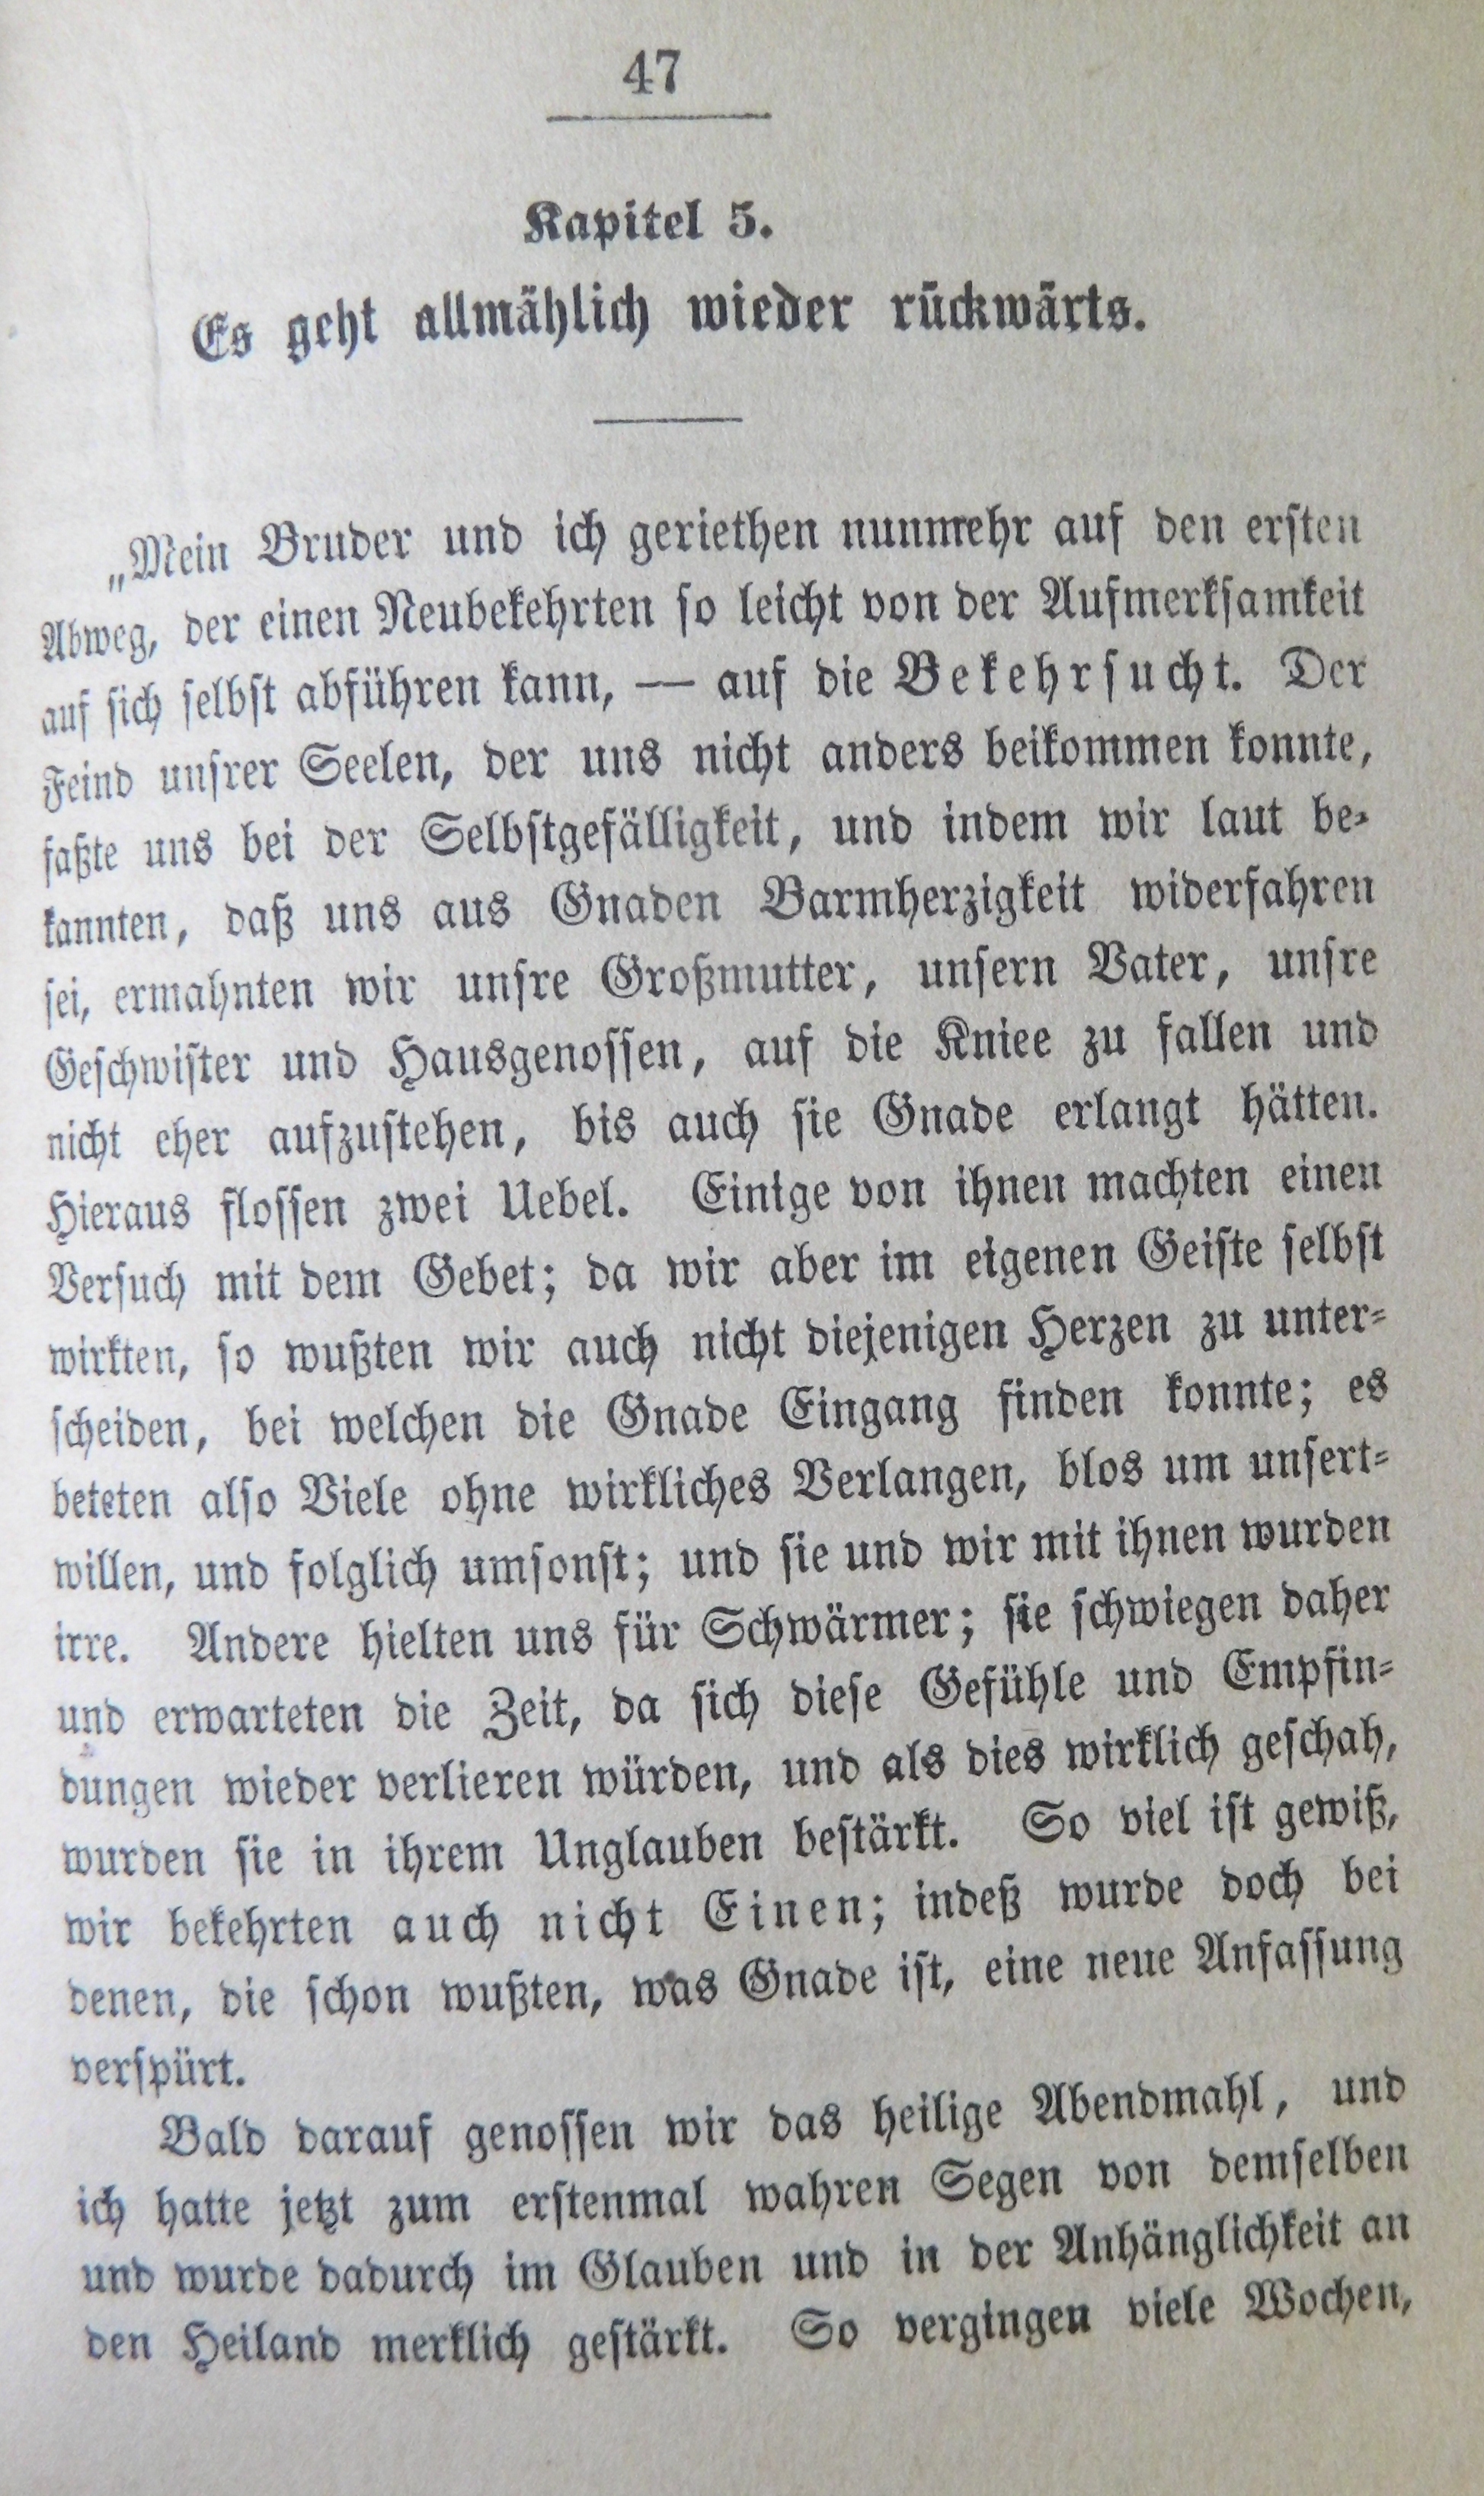 47
Kapitel 5.
Es geht allmählich wieder rückwärts.
„Mein Bruder und ich geriethen nunmehr auf den ersten
Abweg, der einen Neubekehrten so leicht von der Aufmerksamkeit
auf sich selbst abführen kann, — auf die Bekehrsucht. Der
Feind unsrer Seelen, der uns nicht anders beikommen konnte,
faßte uns bei der Selbstgefälligkeit, und indem wir laut be-
kannten, daß uns aus Gnaden Barmherzigkeit widerfahren
sei, ermahnten wir unsre Großmutter, unsern Vater, unsre
Geschwister und Hausgenossen, auf die Kniee zu fallen und
nicht eher aufzustehen, bis auch sie Gnade erlangt hätten.
Hieraus flossen zwei Uebel. Einige von ihnen machten einen
Versuch mit dem Gebet; da wir aber im eigenen Geiste selbst
wirkten, so wußten wir auch nicht diejenigen Herzen zu unter-
scheiden, bei welchen die Gnade Eingang finden konnte; es
beteten also Viele ohne wirkliches Verlangen, blos um unsert-
willen, und folglich umsonst; und sie und wir mit ihnen wurden
irre. Andere hielten uns für Schwärmer; sie schwiegen daher
und erwarteten die Zeit, da sich diese Gefühle und Empfin-
dungen wieder verlieren würden, und als dies wirklich geschah,
wurden sie in ihrem Unglauben bestärkt. So viel ist gewiß,
wir bekehrten auch nicht Einen; indeß wurde doch bei
denen, die schon wußten, was Gnade ist, eine neue Anfassung
verspürt.
Bald darauf genossen wir das heilige Abendmahl, und
ich hatte jetzt zum erstenmal wahren Segen von demselben
und wurde dadurch im Glauben und in der Anhänglichkeit an
den Heiland merklich gestärkt. So vergingen viele Wochen,